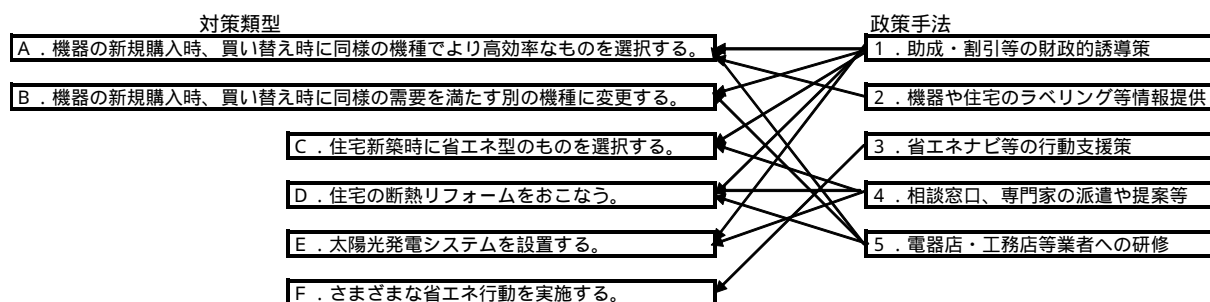 対策類型
政策手法
A．機器の新規購入時、買い替え時に同様の機種でより高効率なものを選択する。
1．助成・割引等の財政的誘導策
B．機器の新規購入時、買い替え時に同様の需要を満たす別の機種に変更する。
2．機器や住宅のラベリング等情報提供
C．住宅新築時に省エネ型のものを選択する。
3．省エネナビ等の行動支援策
D．住宅の断熱リフォームをおこなう。
4．相談窓口、専門家の派遣や提案等
E．太陽光発電システムを設置する。
5．電器店・工務店等業者への研修
F．さまざまな省エネ行動を実施する。